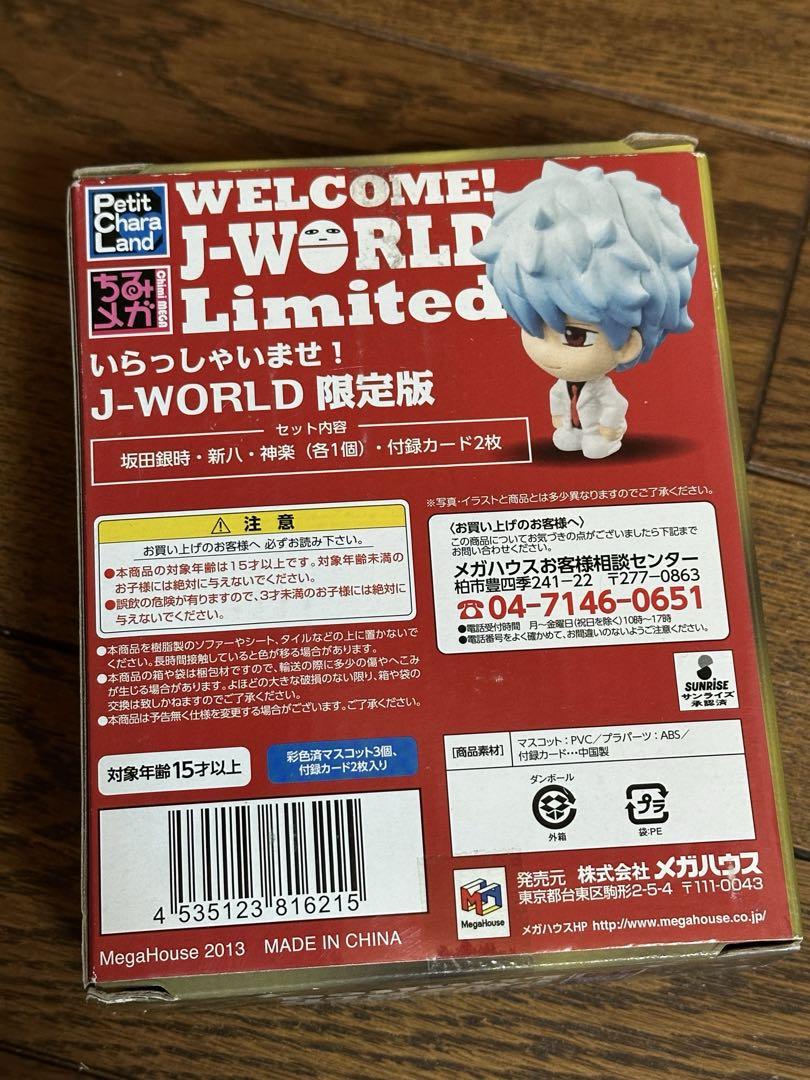 Petit
Chara
Land
ちみメガ
Chimi MEGA
WELCOME!
J-WORLD
Limited
いらっしゃいませ！
J-WORLD 限定版
セット内容
坂田銀時・新八・神楽（各1個）・付録カード2枚
※写真・イラストと商品とは多少異なりますのでご了承ください。
⚠ 注意
お買い上げのお客様へ 必ずお読み下さい。
●本商品の対象年齢は15才以上です。対象年齢未満の
お子様には絶対に与えないでください。
●誤飲の危険が有りますので、3才未満のお子様には絶対に
与えないでください。
●本商品を樹脂製のソファーやシート、タイルなどの上に置かないで
ください。長時間接触していると色が移る場合があります。
●本商品の箱や袋は梱包材ですので、輸送の際に多少の傷やへこみ
が生じる場合があります。よほどの大きな破損のない限り、箱や袋の
交換は致しかねますのでご了承ください。
●本商品は予告無く仕様を変更する場合がございます。ご了承ください。
〈お買い上げのお客様へ〉
この商品についてお気づきの点がございましたら下記まで
お問い合わせください。
メガハウスお客様相談センター
柏市豊四季241-22 〒277-0863
☎04-7146-0651
●電話受付時間 月〜金曜日(祝日を除く)10時〜17時
●電話番号をよく確かめて、お間違いのないようご注意ください。
SUNRISE
サンライズ
承認済
対象年齢15才以上
彩色済マスコット3個、
付録カード2枚入り
[商品素材]
マスコット：PVC／プラパーツ：ABS／
付録カード…中国製
ダンボール
外箱
プラ
袋:PE
4 535123 816215
MegaHouse 2013 MADE IN CHINA
MegaHouse
発売元 株式会社 メガハウス
東京都台東区駒形2-5-4 〒111-0043
メガハウスHP http://www.megahouse.co.jp/